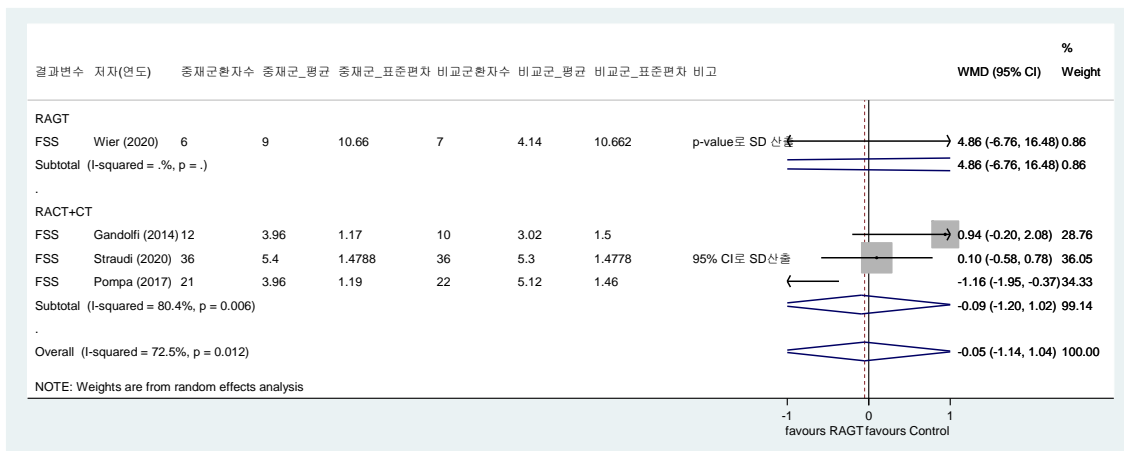 %
결과변수 저자(연도) 중재군환자수 중재군_평균 중재군_표준편차 비교군환자수 비교군_평균 비교군_표준편차 비고 WMD (95% CI) Weight
RAGT
FSS Wier (2020) 6 9 10.66 7 4.14 10.662 p-value로 SD 산출 4.86 (-6.76, 16.48) 0.86
Subtotal (I-squared = .%, p = .) 4.86 (-6.76, 16.48) 0.86
.
RACT+CT
FSS Gandolfi (2014) 12 3.96 1.17 10 3.02 1.5 0.94 (-0.20, 2.08) 28.76
FSS Straudi (2020) 36 5.4 1.4788 36 5.3 1.4778 95% CI로 SD산출 0.10 (-0.58, 0.78) 36.05
FSS Pompa (2017) 21 3.96 1.19 22 5.12 1.46 -1.16 (-1.95, -0.37) 34.33
Subtotal (I-squared = 80.4%, p = 0.006) -0.09 (-1.20, 1.02) 99.14
.
Overall (I-squared = 72.5%, p = 0.012) -0.05 (-1.14, 1.04) 100.00
NOTE: Weights are from random effects analysis
-1 0 1
favours RAGT favours Control